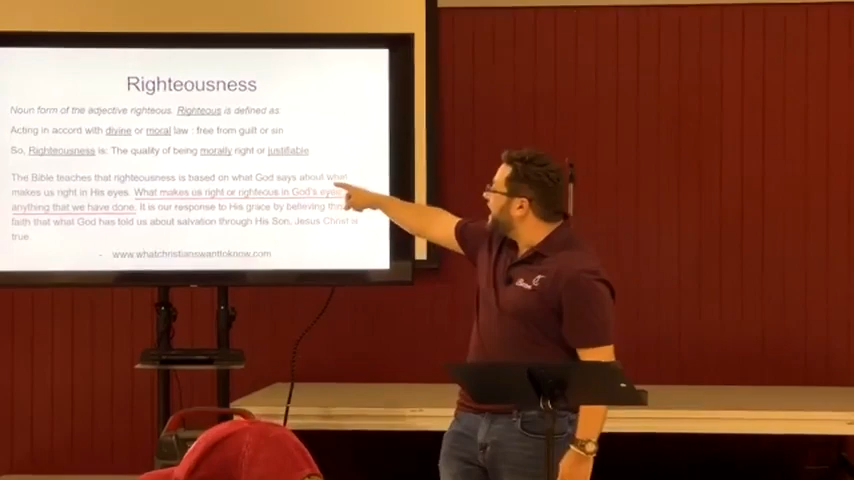 Righteousness
Noun form of the adjective righteous. Righteous is defined as:
Acting in accord with divine or moral law : free from guilt or sin
So, Righteousness is: The quality of being morally right or justifiable
The Bible teaches that righteousness is based on what God says about what
makes us right in His eyes. What makes us right or righteous in God's eyes
anything that we have done. It is our response to His grace by believing
faith that what God has told us about salvation through His Son, Jesus Christ is
true.
- www.whatchristianswanttoknow.com